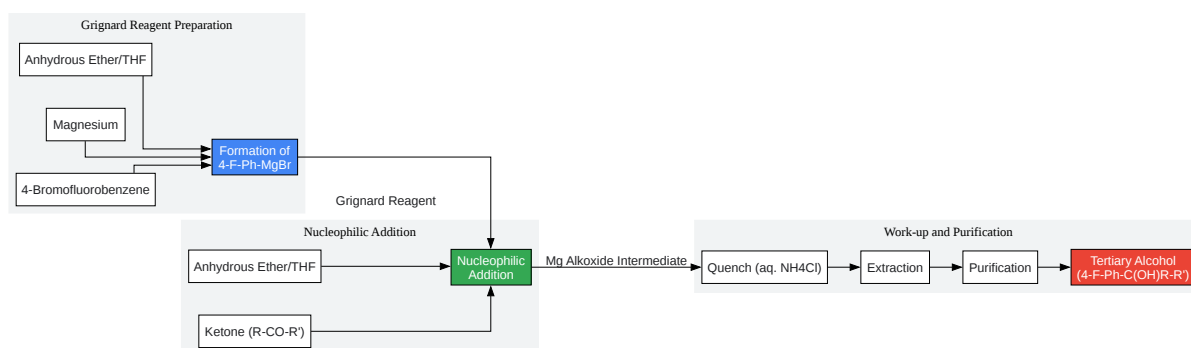 Grignard Reagent Preparation
Anhydrous Ether/THF
Magnesium
Formation of
4-F-Ph-MgBr
4-Bromofluorobenzene
Grignard Reagent
Nucleophilic Addition
Anhydrous Ether/THF
Nucleophilic
Addition
Ketone (R-CO-R')
Mg Alkoxide Intermediate
Work-up and Purification
Quench (aq. NH4Cl)
Extraction
Purification
Tertiary Alcohol
(4-F-Ph-C(OH)R-R')